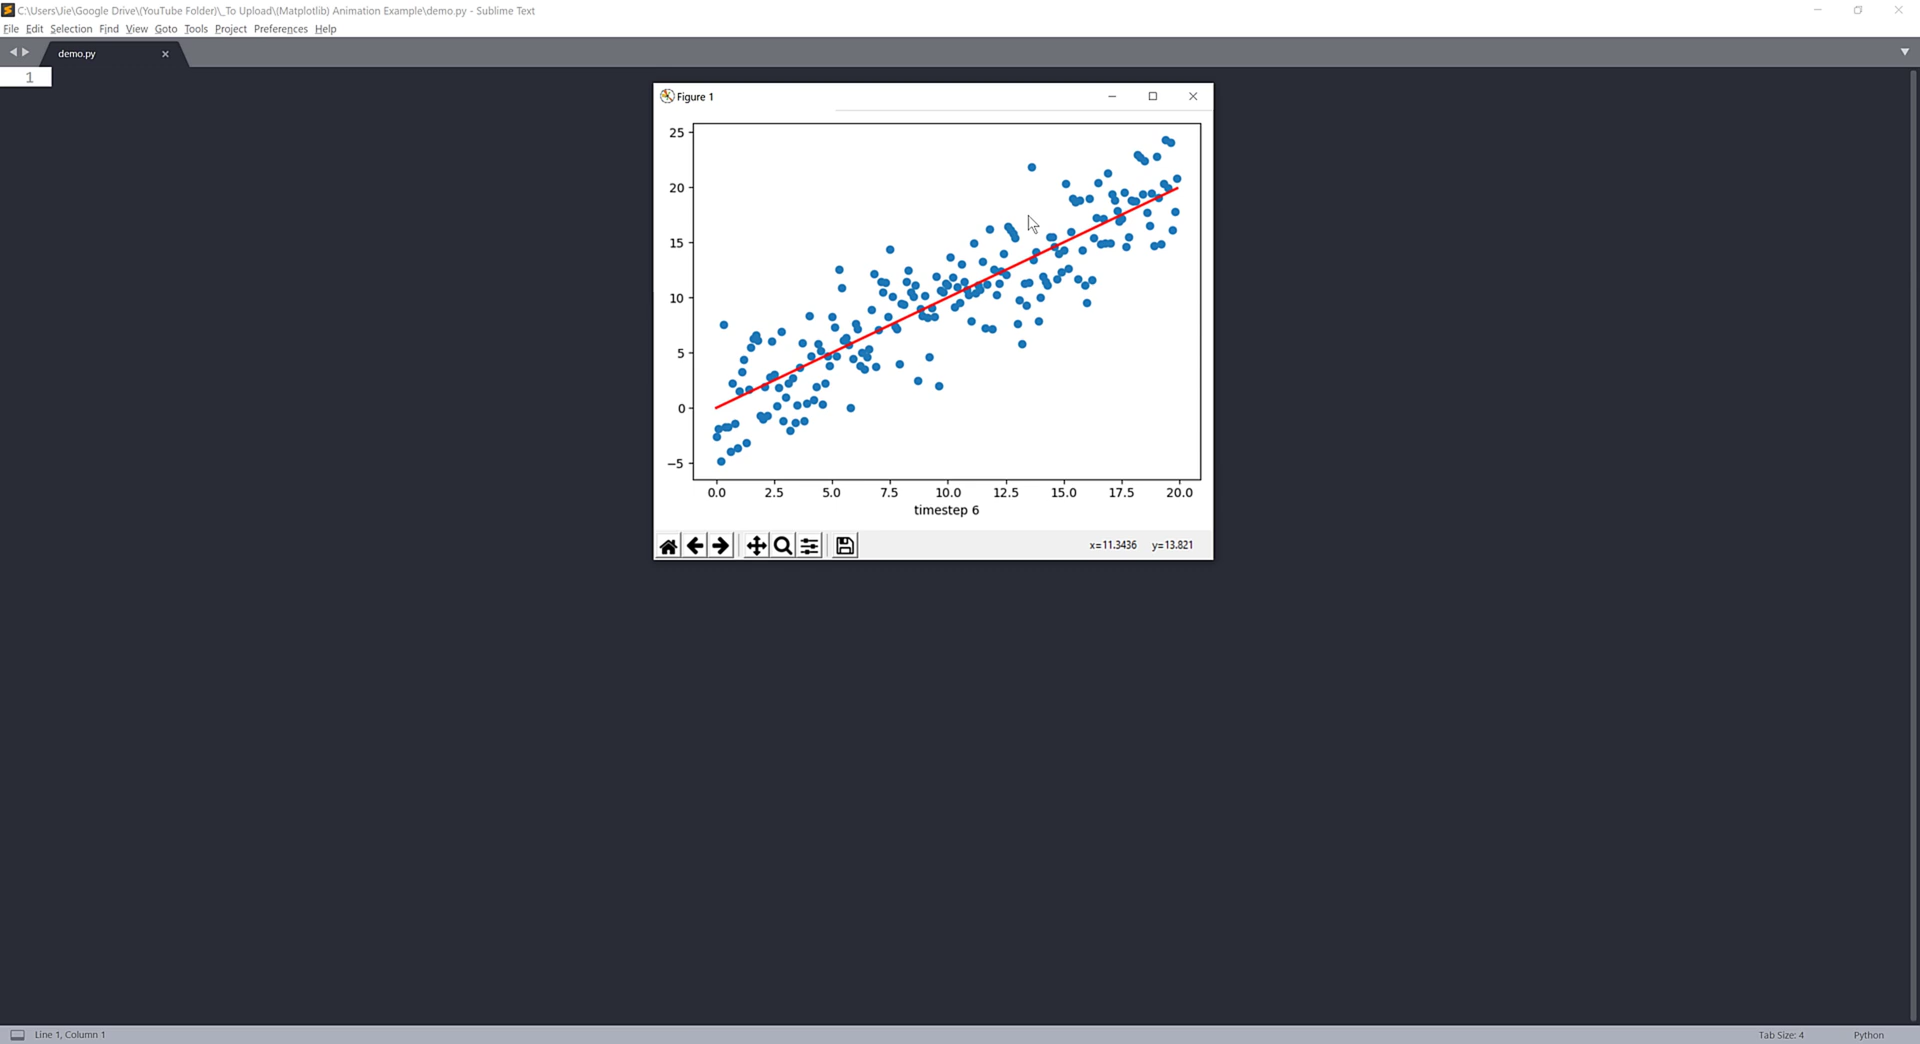 C:\Users\Jie\Google Drive\(YouTube Folder)\_To Upload\(Matplotlib) Animation Example\demo.py - Sublime Text
File Edit Selection Find View Goto Tools Project Preferences Help
demo.py
1
Figure 1
25
20
15
10
5
0
−5
0.0 2.5 5.0 7.5 10.0 12.5 15.0 17.5 20.0
timestep 6
x=11.3436 y=13.821
Line 1, Column 1 Tab Size: 4 Python